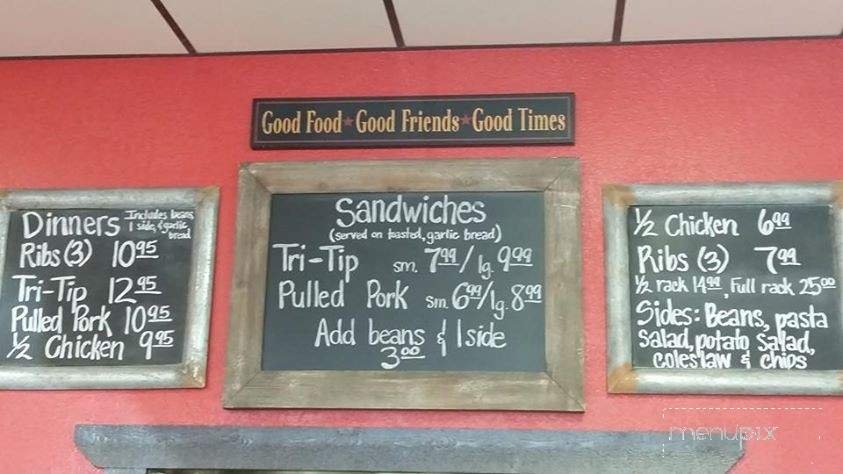 Good Food★Good Friends★Good Times
Dinners Includes beans
1 side, & garlic
bread
Ribs (3) 10.95
Tri-Tip 12.95
Pulled Pork 10.95
1/2 Chicken 9.95
Sandwiches
(served on toasted, garlic bread)
Tri-Tip sm. 7.99/lg. 9.99
Pulled Pork sm. 6.99/lg. 8.99
Add beans & 1 side
3.00
1/2 Chicken 6.99
Ribs (3) 7.99
1/2 rack 14.99, Full rack 25.00
Sides: Beans, pasta
salad, potato salad,
coleslaw & chips
menupix